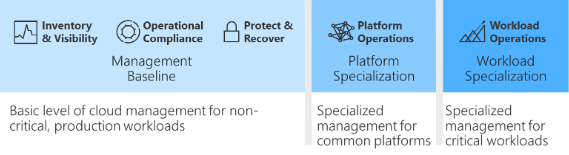 Inventory & Visibility
Operational Compliance
Protect & Recover
Management Baseline
Basic level of cloud management for non-
critical, production workloads
Platform Operations
Platform Specialization
Specialized
management for
common platforms
Workload Operations
Workload Specialization
Specialized
management for
critical workloads